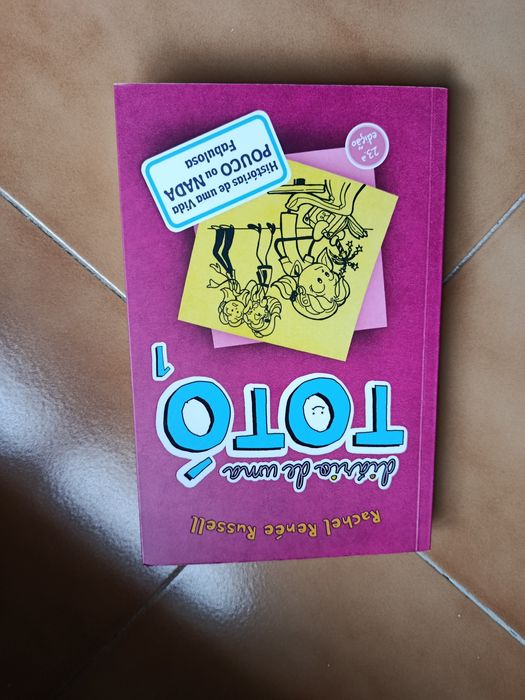 Rachel Renée Russell
diário de uma
TOTÓ
1
23.ª
edição
Histórias de uma Vida
POUCO ou NADA
Fabulosa